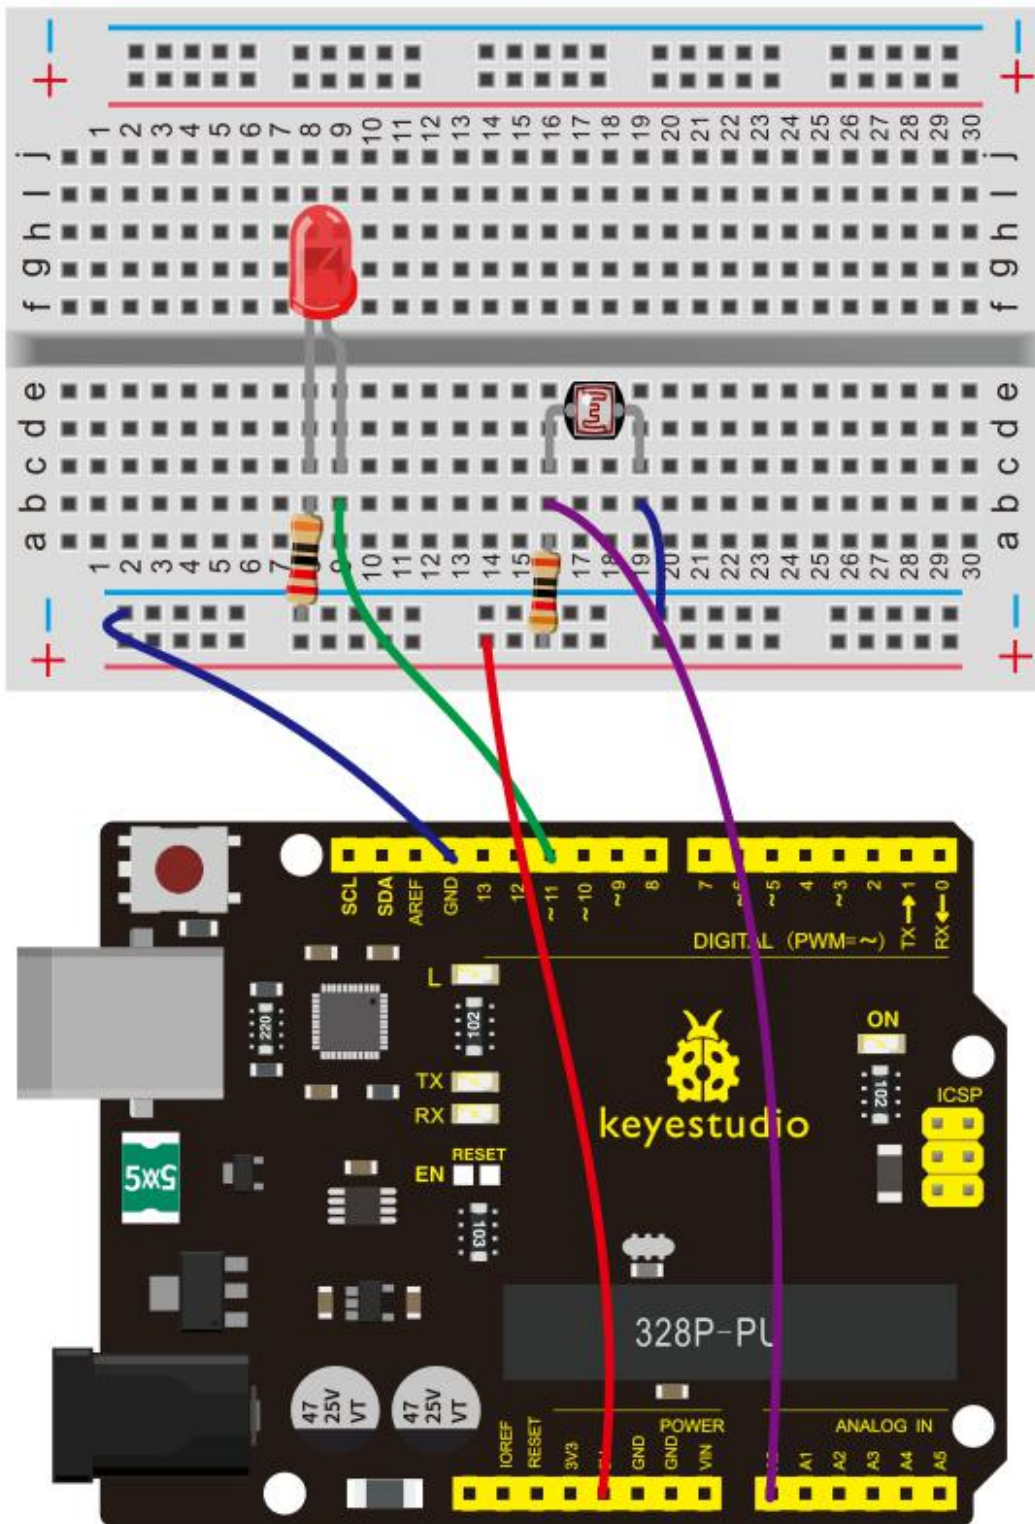 − −
+ +
1 2 3 4 5 6 7 8 9 10 11 12 13 14 15 16 17 18 19 20 21 22 23 24 25 26 27 28 29 30
j j
l l
h h
g g
f f
e e
d d
c c
b b
a a
1 2 3 4 5 6 7 8 9 10 11 12 13 14 15 17 18 19 20 21 22 23 24 25 26 27 28 29 30
− −
+ +
SCL SDA AREF GND 13 12 ~11 ~10 ~9 8 7 ~6 ~5 4 ~3 2 TX→1 RX←0
DIGITAL (PWM=~)
L
220
102
ON
TX
RX
102
ICSP
keyestudio
RESET
EN
103
328P-PU
47 25V VT
47 25V VT
POWER
ANALOG IN
IOREF RESET 3V3 GND GND VIN A1 A2 A3 A4 A5